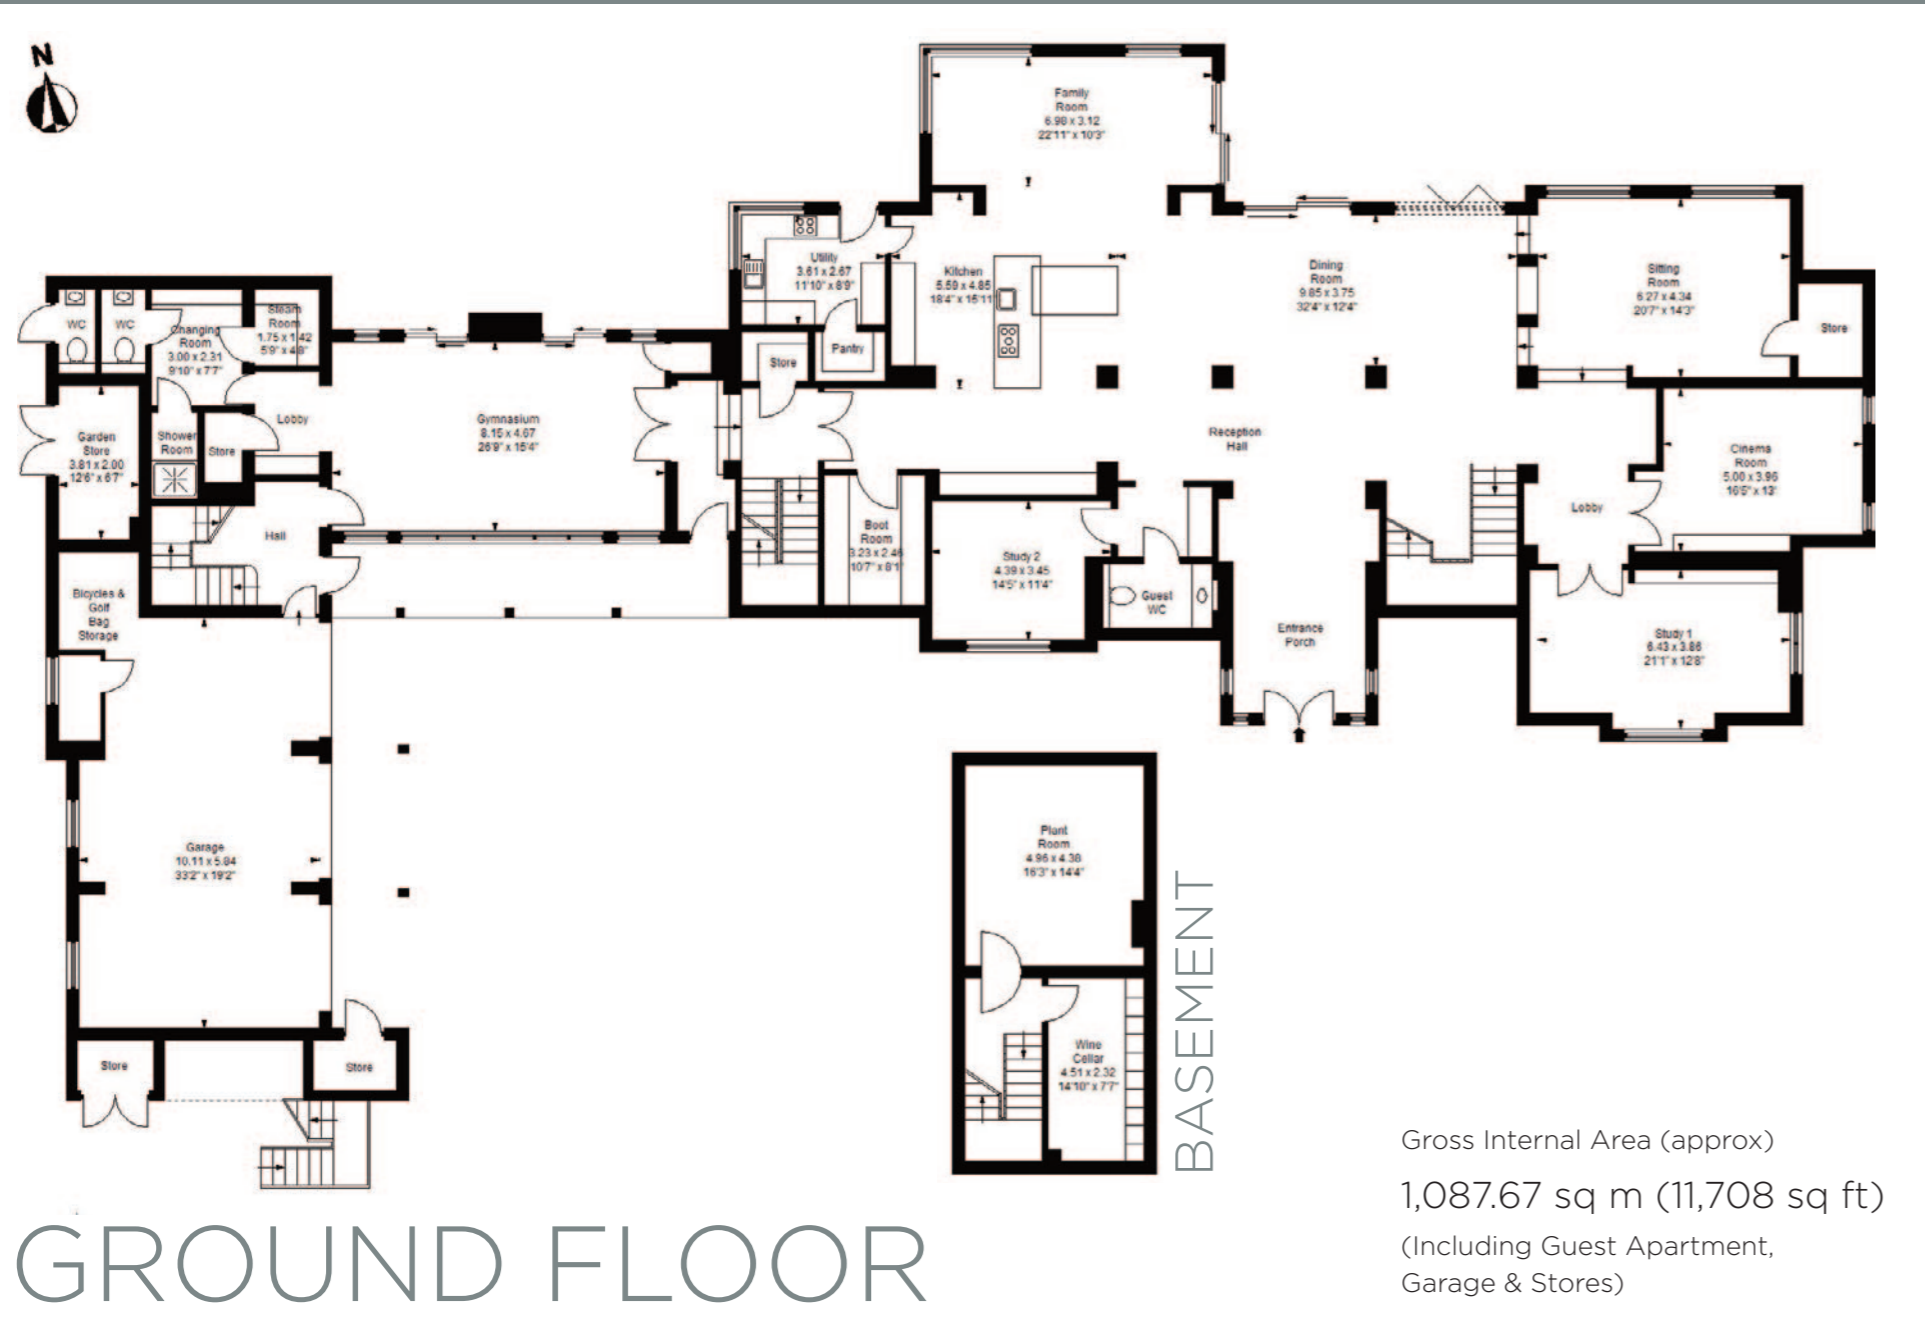 N
Family
Room
6.98 x 3.12
22'11" x 10'3"
Utility
3.61 x 2.67
11'10" x 8'9"
Kitchen
5.59 x 4.85
18'4" x 15'11"
Dining
Room
9.85 x 3.75
32'4" x 12'4"
Sitting
Room
6.27 x 4.34
20'7" x 14'3"
Store
WC
WC
Changing
Room
3.00 x 2.31
9'10" x 7'7"
Steam
Room
1.75 x 1.42
5'9" x 4'8"
Store
Pantry
Lobby
Gymnasium
8.15 x 4.67
26'9" x 15'4"
Garden
Store
3.81 x 2.00
12'6" x 6'7"
Shower
Room
Store
Reception
Hall
Cinema
Room
5.00 x 3.96
16'5" x 13'
Lobby
Hall
Boot
Room
3.23 x 2.46
10'7" x 8'1"
Study 2
4.39 x 3.45
14'5" x 11'4"
Guest
WC
Bicycles &
Golf
Bag
Storage
Entrance
Porch
Study 1
6.43 x 3.86
21'1" x 12'8"
Garage
10.11 x 5.84
33'2" x 19'2"
Plant
Room
4.96 x 4.38
16'3" x 14'4"
Wine
Cellar
4.51 x 2.32
14'10" x 7'7"
Store
Store
BASEMENT
Gross Internal Area (approx)
1,087.67 sq m (11,708 sq ft)
(Including Guest Apartment,
Garage & Stores)
GROUND FLOOR